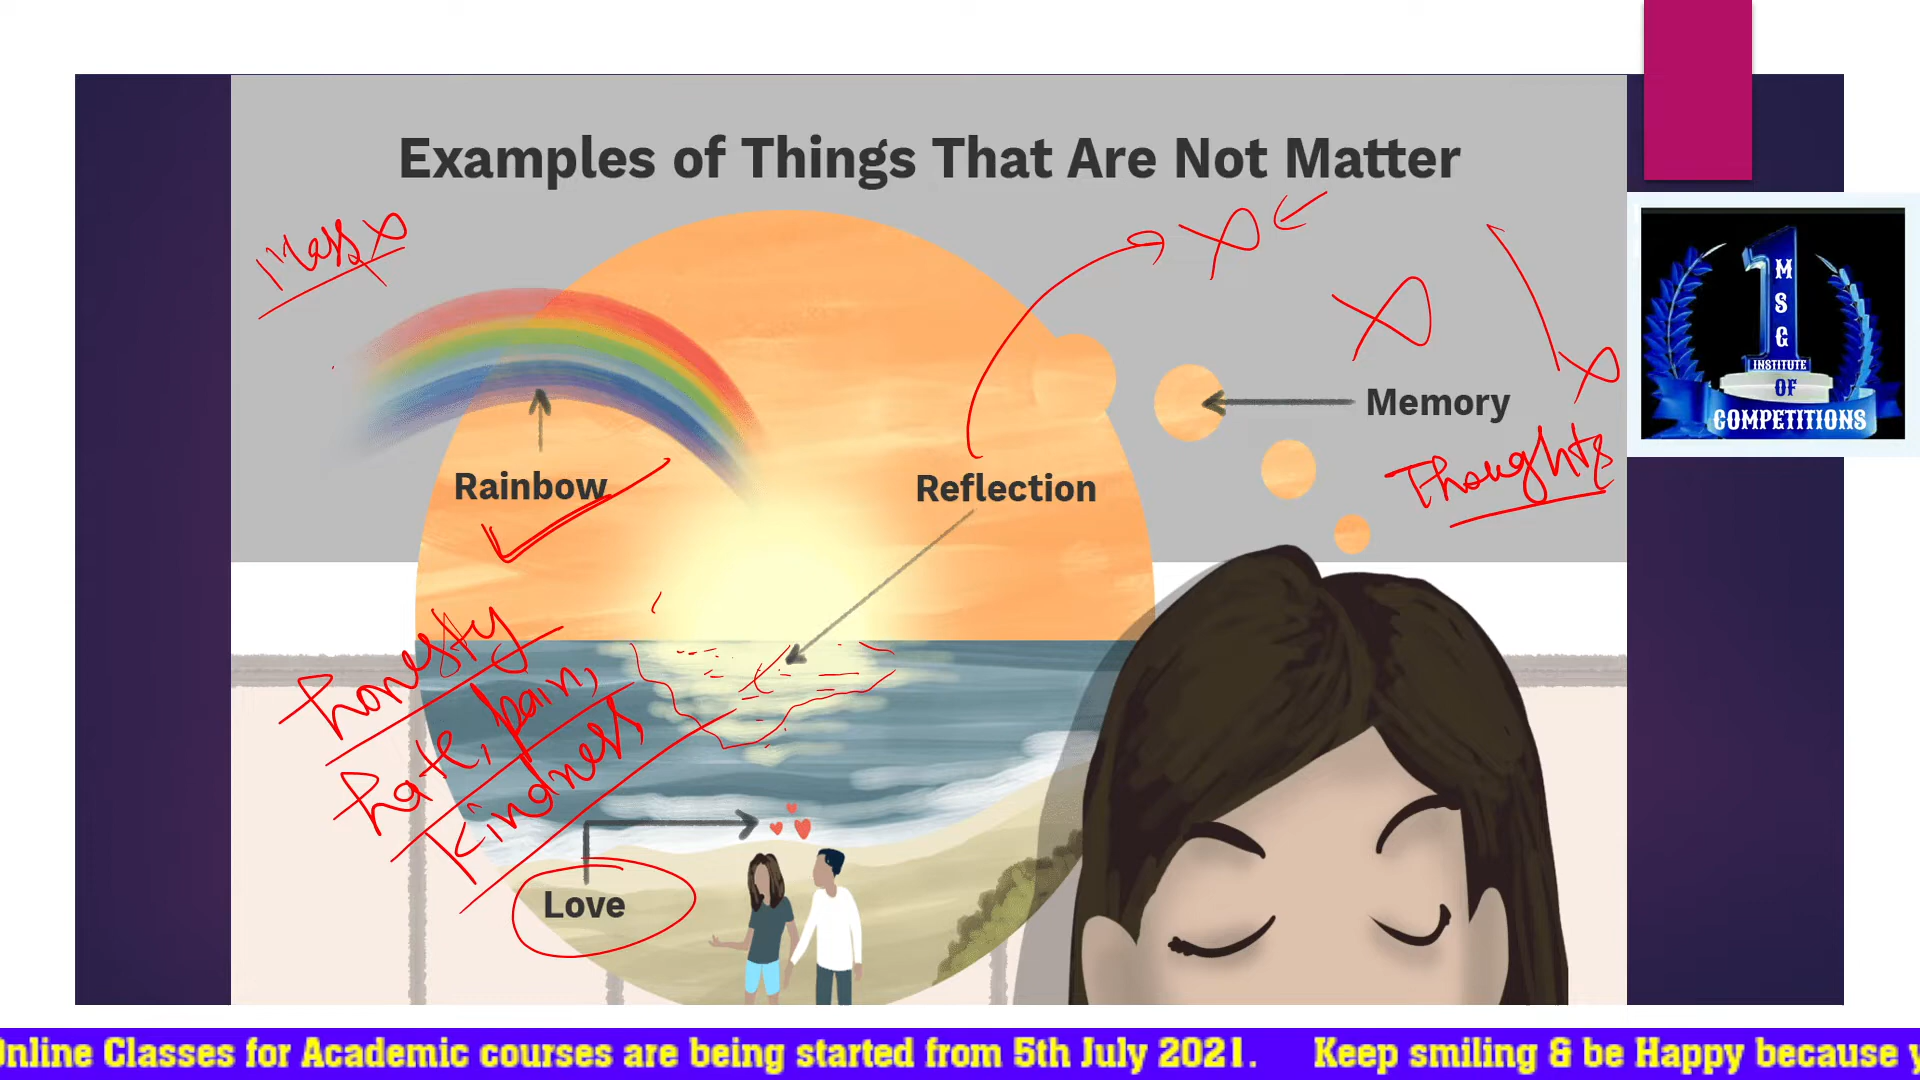 Examples of Things That Are Not Matter
Mass
M
S
G
INSTITUTE
OF
COMPETITIONS
Memory
Thoughts
Rainbow
Reflection
honesty
hate, pain,
kindness,
Love
Online Classes for Academic courses are being started from 5th July 2021. Keep smiling & be Happy because y